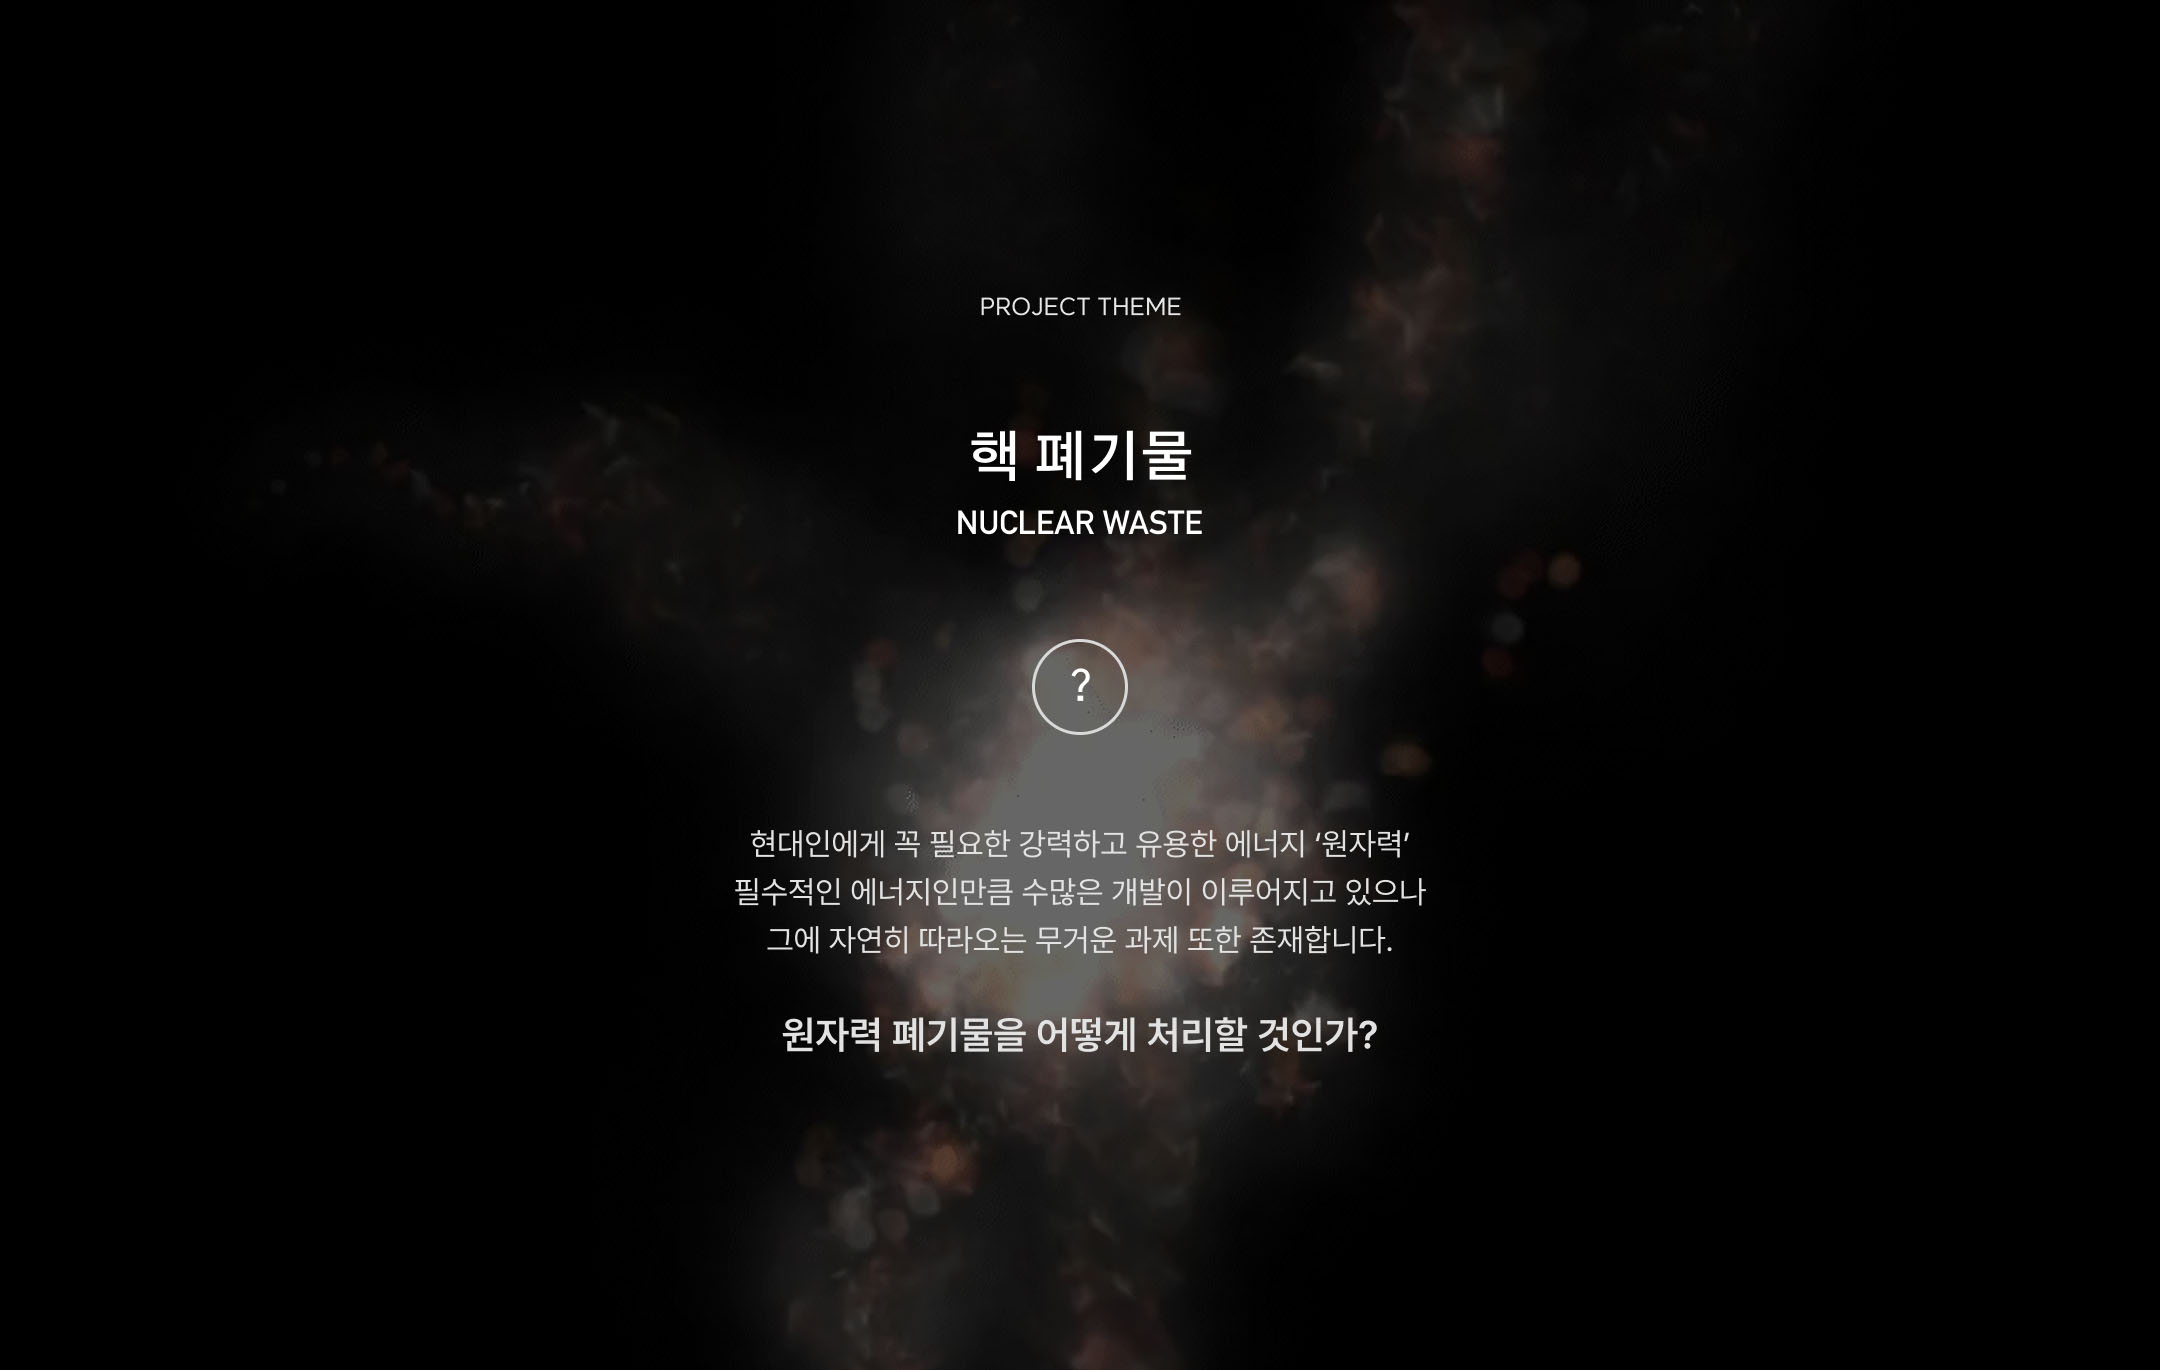 PROJECT THEME
핵 폐기물
NUCLEAR WASTE
?
현대인에게 꼭 필요한 강력하고 유용한 에너지 ‘원자력’
필수적인 에너지인만큼 수많은 개발이 이루어지고 있으나
그에 자연히 따라오는 무거운 과제 또한 존재합니다.
원자력 폐기물을 어떻게 처리할 것인가?